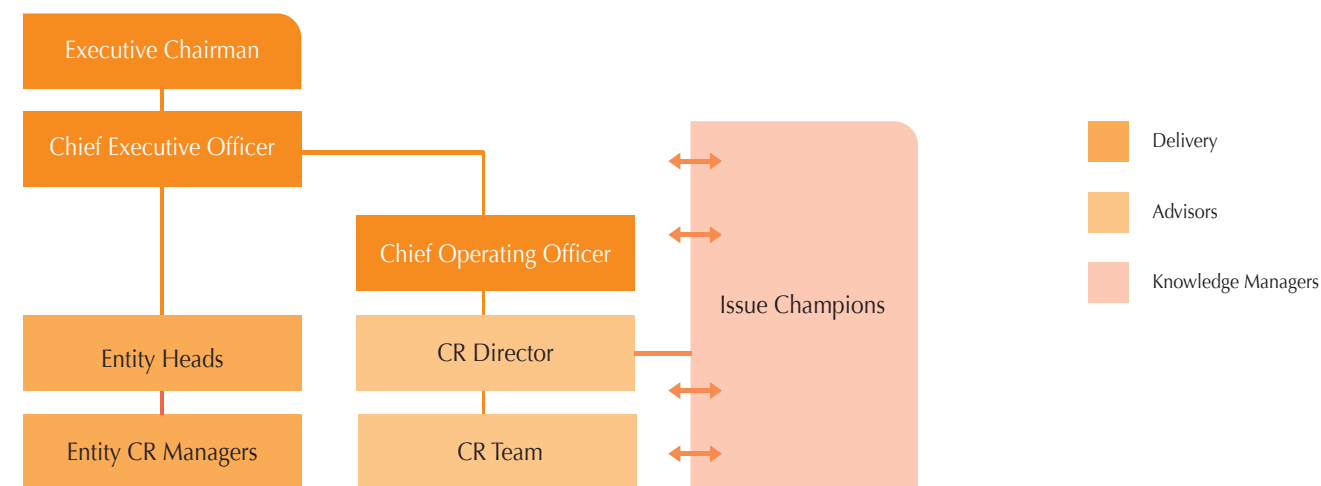 Executive Chairman
Chief Executive Officer
Chief Operating Officer
Entity Heads
CR Director
Entity CR Managers
CR Team
Issue Champions
Delivery
Advisors
Knowledge Managers